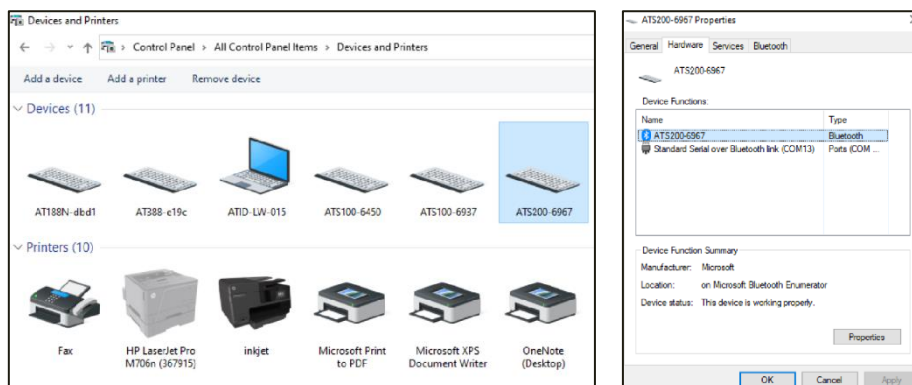 Devices and Printers
Control Panel > All Control Panel Items > Devices and Printers
Add a device Add a printer Remove device
Devices (11)
AT188N-dbd1 AT388-e19c ATID-LW-015 ATS100-6450 ATS100-6937 ATS200-6967
Printers (10)
Fax HP LaserJet Pro M706n (367915) inkjet Microsoft Print to PDF Microsoft XPS Document Writer OneNote (Desktop)
ATS200-6967 Properties
General Hardware Services Bluetooth
ATS200-6967
Device Functions:
Name Type
ATS200-6967 Bluetooth
Standard Serial over Bluetooth link (COM13) Ports (COM ...
Device Function Summary
Manufacturer: Microsoft
Location: on Microsoft Bluetooth Enumerator
Device status: This device is working properly.
Properties
OK Cancel Apply